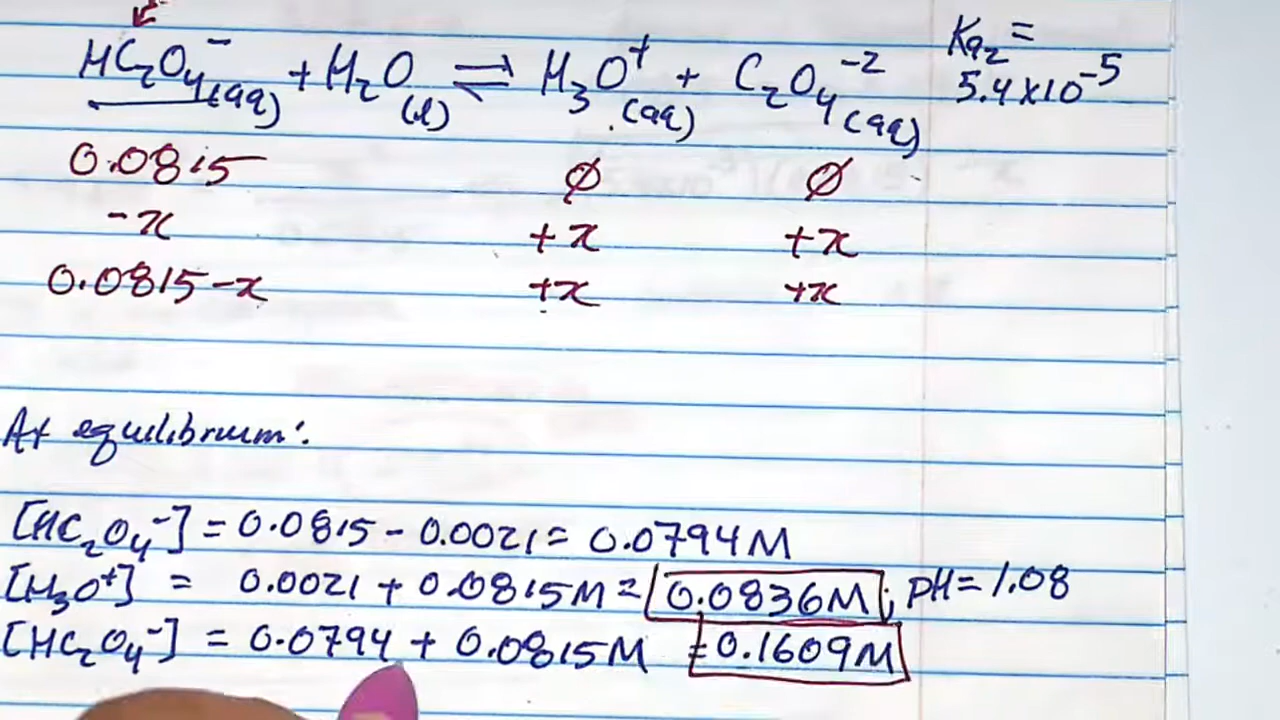 HC₂O₄⁻(aq) + H₂O(l) ⇌ H₃O⁺(aq) + C₂O₄⁻²(aq) Ka₂ = 5.4×10⁻⁵
0.0815 ∅ ∅
-x +x +x
0.0815-x +x +x
At equilibrium:
[HC₂O₄⁻] = 0.0815 - 0.0021 = 0.0794M
[H₃O⁺] = 0.0021 + 0.0815M = 0.0836M; pH = 1.08
[HC₂O₄⁻] = 0.0794 + 0.0815M = 0.1609M